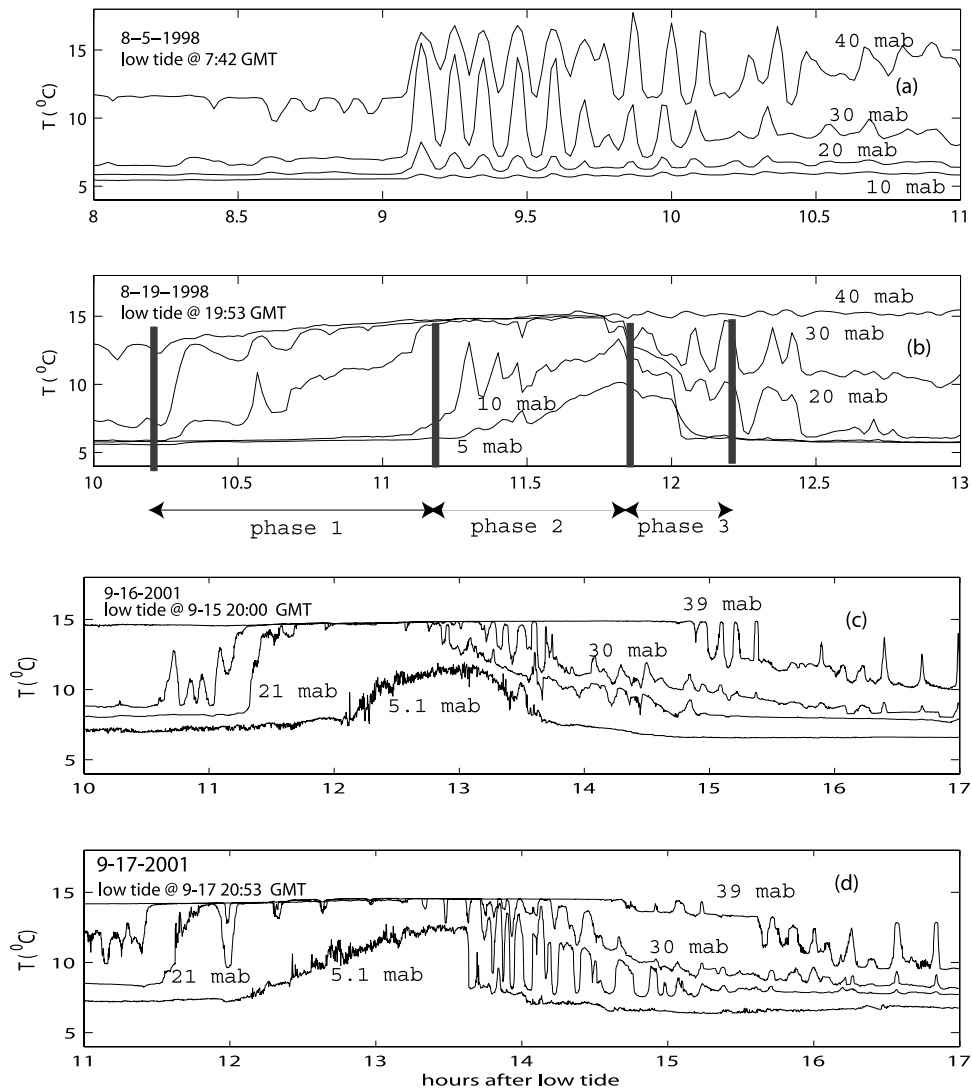 8-5-1998
low tide @ 7:42 GMT
40 mab
(a)
30 mab
20 mab
10 mab
T (⁰C)
15
10
5
8 8.5 9 9.5 10 10.5 11
8-19-1998
low tide @ 19:53 GMT
40 mab
30 mab
(b)
20 mab
10 mab
5 mab
T (⁰C)
15
10
5
10 10.5 11 11.5 12 12.5 13
phase 1 phase 2 phase 3
9-16-2001
low tide @ 9-15 20:00 GMT
39 mab
(c)
30 mab
21 mab
5.1 mab
T (⁰C)
15
10
5
10 11 12 13 14 15 16 17
9-17-2001
low tide @ 9-17 20:53 GMT
39 mab
(d)
30 mab
21 mab
5.1 mab
T (⁰C)
15
10
5
11 12 13 14 15 16 17
hours after low tide